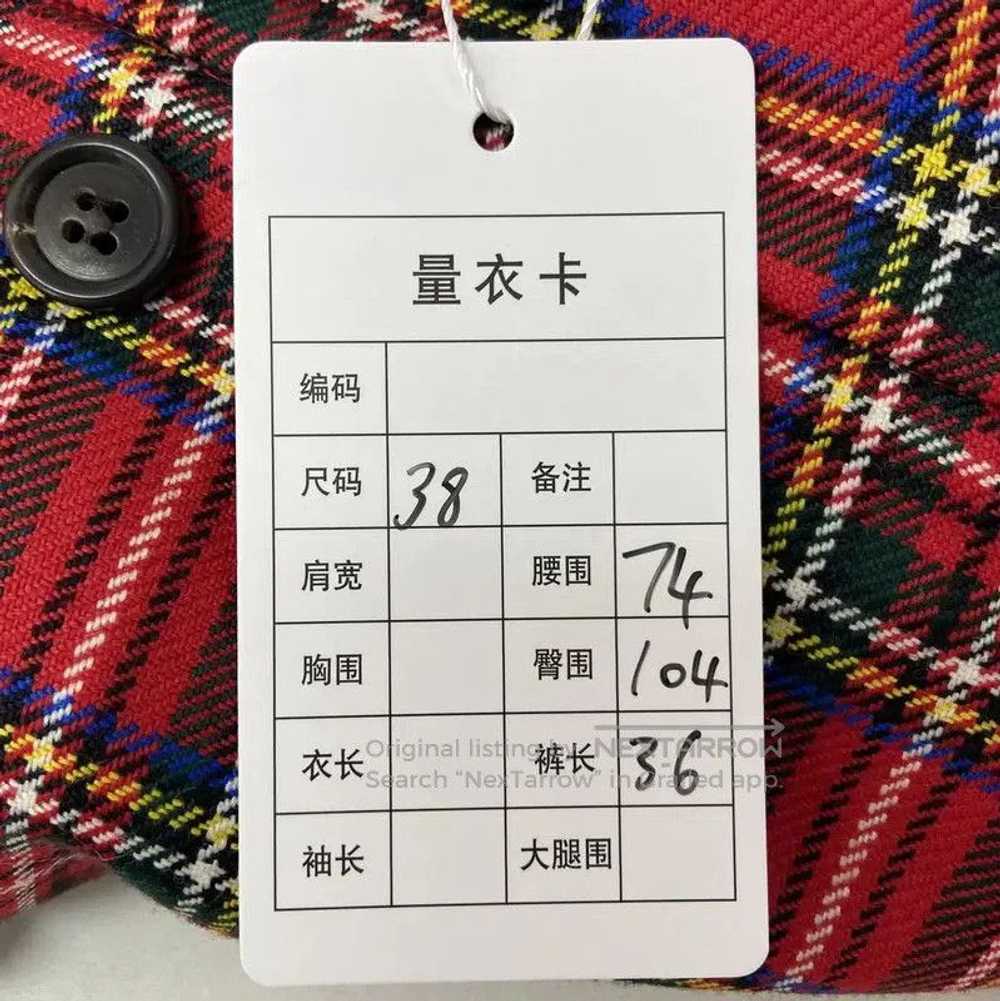 量衣卡
编码
尺码 38 备注
肩宽 腰围 74
胸围 臀围 104
衣长 裤长 36
Original listing by NEXTARROW
Search "NexTarrow" in Grailed app.
袖长 大腿围